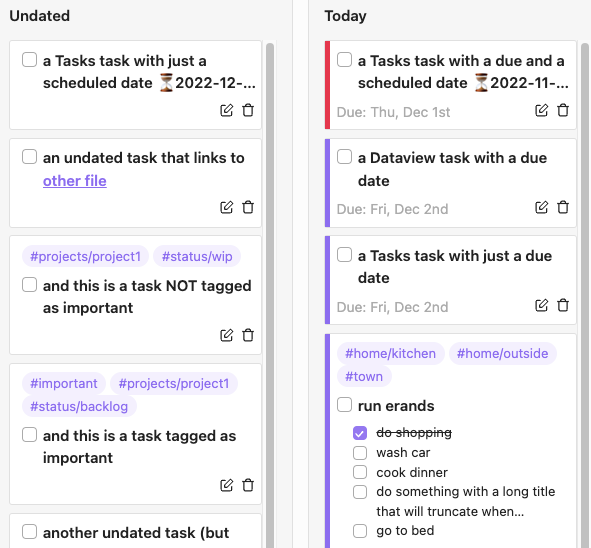 Undated
a Tasks task with just a
scheduled date ⏳2022-12-...
an undated task that links to
other file
#projects/project1 #status/wip
and this is a task NOT tagged
as important
#important #projects/project1
#status/backlog
and this is a task tagged as
important
another undated task (but
Today
a Tasks task with a due and a
scheduled date ⏳2022-11-...
Due: Thu, Dec 1st
a Dataview task with a due
date
Due: Fri, Dec 2nd
a Tasks task with just a due
date
Due: Fri, Dec 2nd
#home/kitchen #home/outside
#town
run erands
do shopping
wash car
cook dinner
do something with a long title
that will truncate when...
go to bed